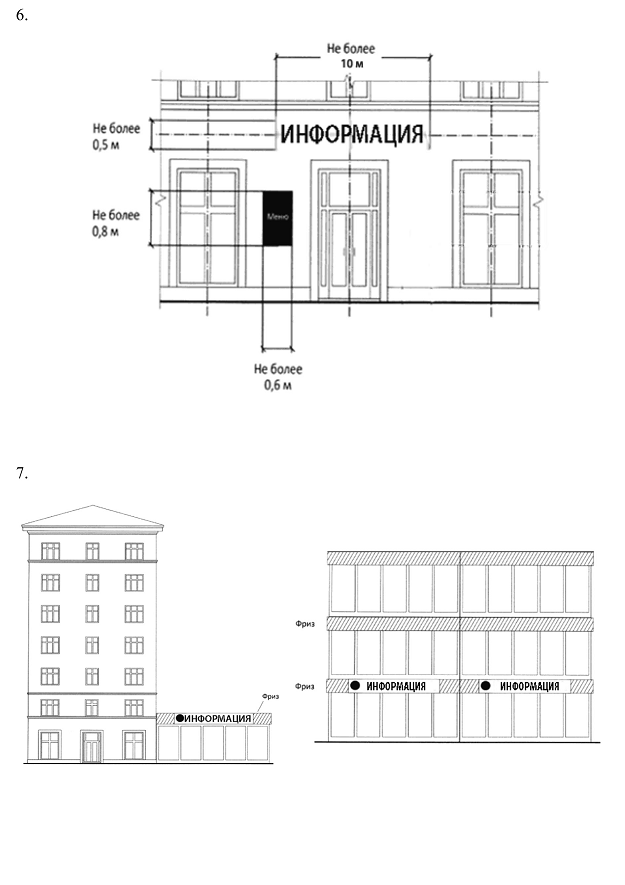 6.
Не более
10 м
Не более
0,5 м
ИНФОРМАЦИЯ
Не более
0,8 м
Меню
Не более
0,6 м
7.
Фриз
ИНФОРМАЦИЯ
Фриз
Фриз
ИНФОРМАЦИЯ
ИНФОРМАЦИЯ